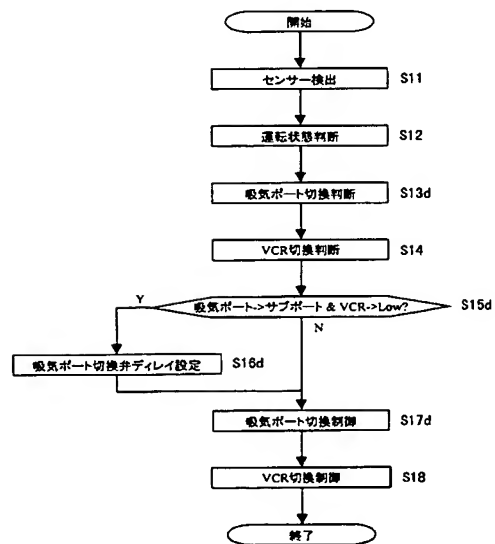 開始
センサー検出 S11
運転状態判断 S12
吸気ポート切換判断 S13d
VCR切換判断 S14
吸気ポート->サブポート & VCR->Low? S15d
Y
N
吸気ポート切換弁ディレイ設定 S16d
吸気ポート切換制御 S17d
VCR切換制御 S18
終了